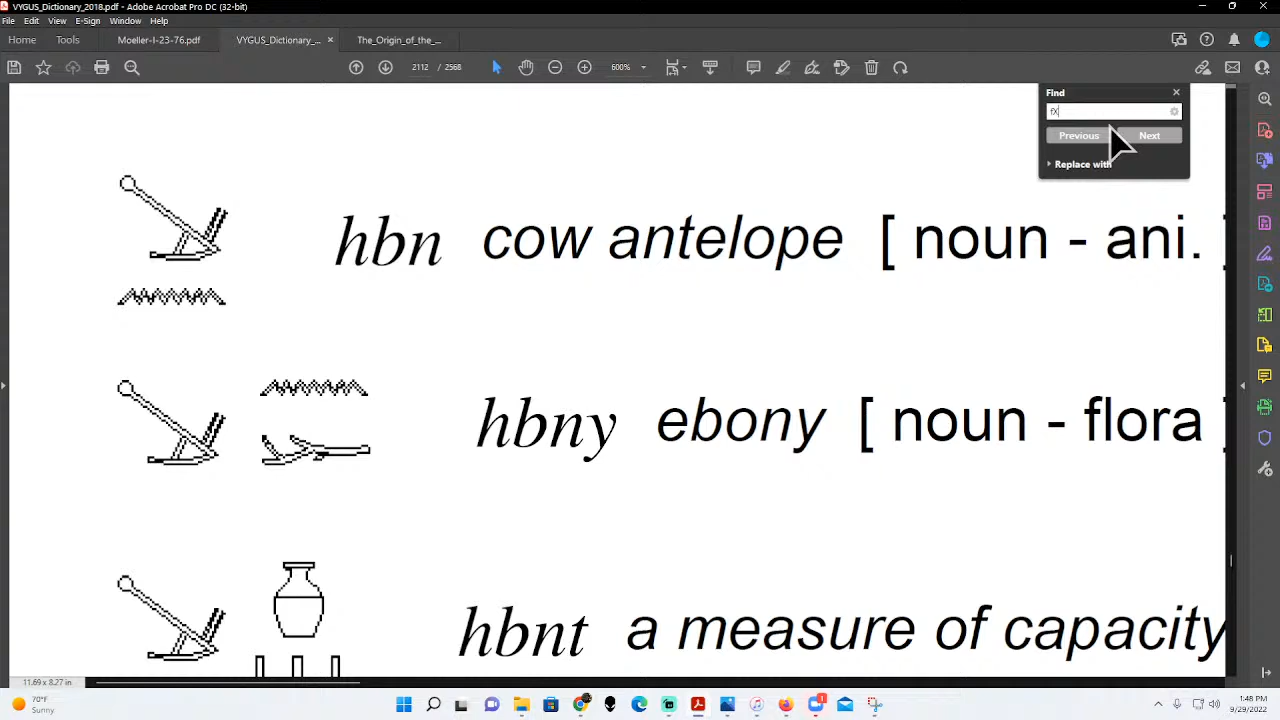 VYGUS_Dictionary_2018.pdf - Adobe Acrobat Pro DC (32-bit)
File Edit View E-Sign Window Help
Home Tools Moeller-I-23-76.pdf VYGUS_Dictionary_... The_Origin_of_the_...
2112 / 2568 600%
Find
fX
Previous Next
Replace with
hbn cow antelope [ noun - ani. ]
hbny ebony [ noun - flora ]
hbnt a measure of capacity
11.69 x 8.27 in
70°F
Sunny
1:48 PM
9/29/2022